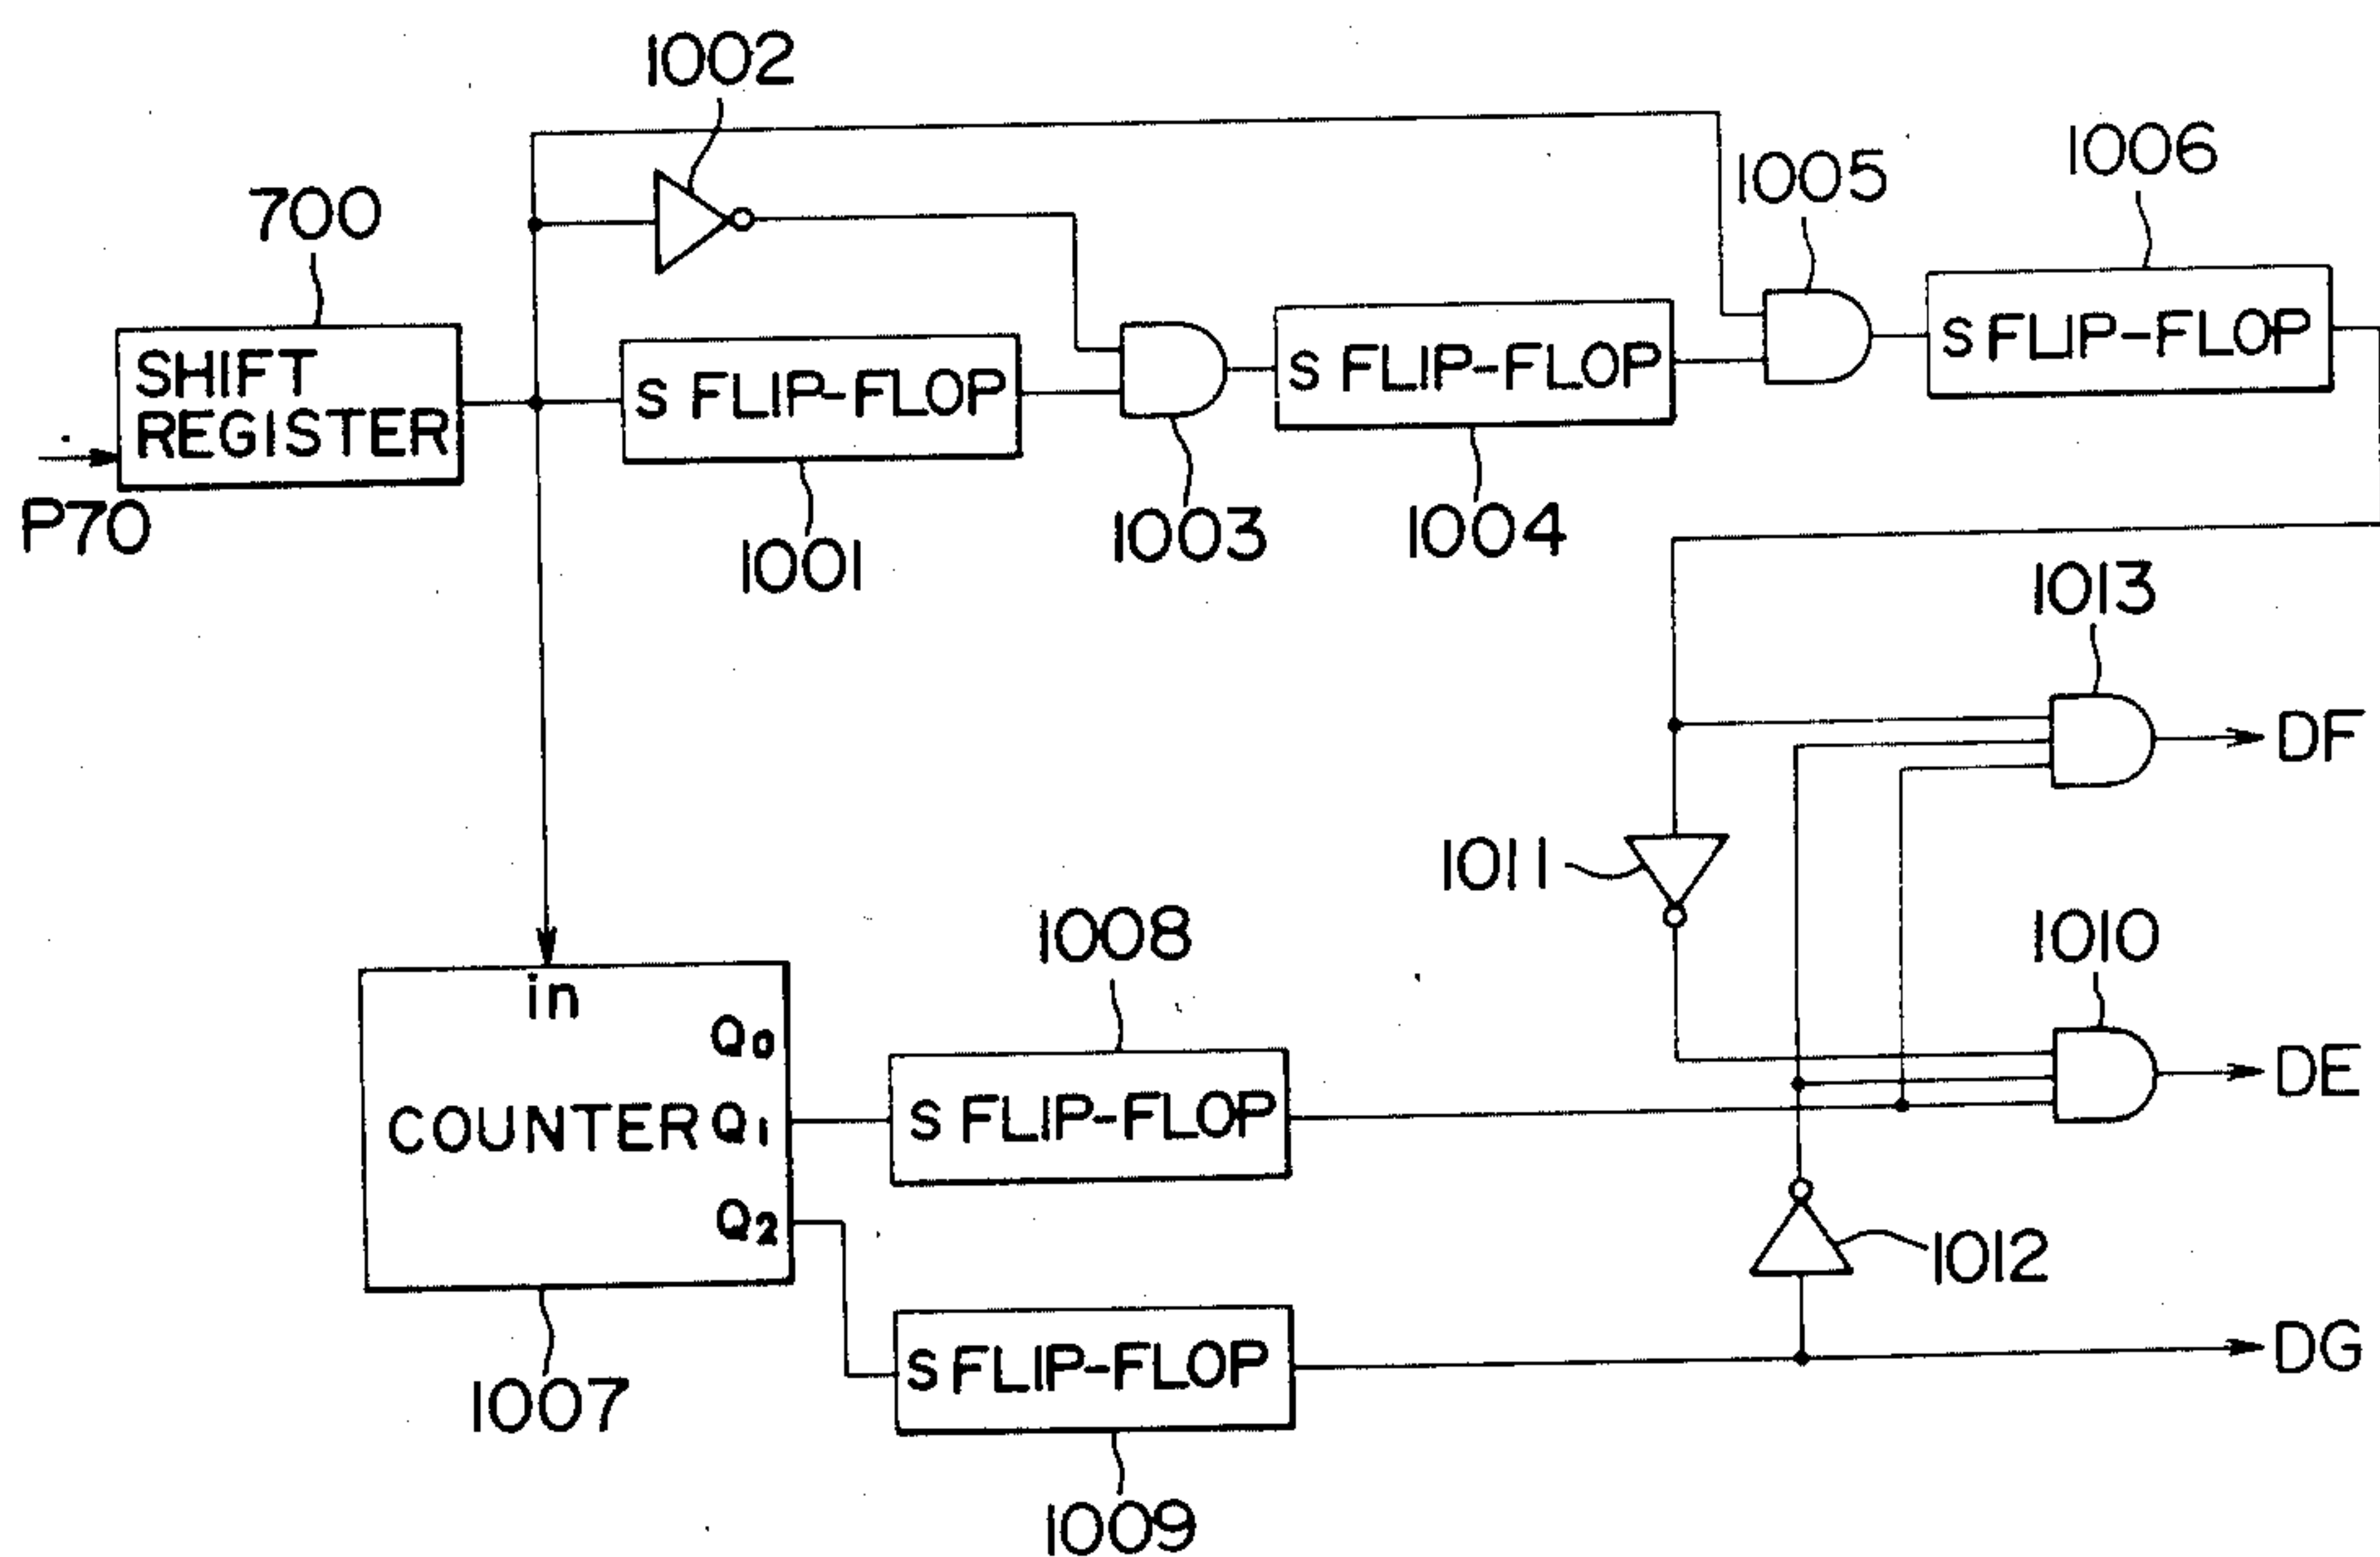 1002
1005
1006
700
SHIFT
REGISTER
S FLIP-FLOP
S FLIP-FLOP
S FLIP-FLOP
P70
1001
1003
1004
1013
DF
1011
1008
1010
in
Q0
COUNTER Q1
S FLIP-FLOP
DE
Q2
1012
1007
S FLIP-FLOP
DG
1009